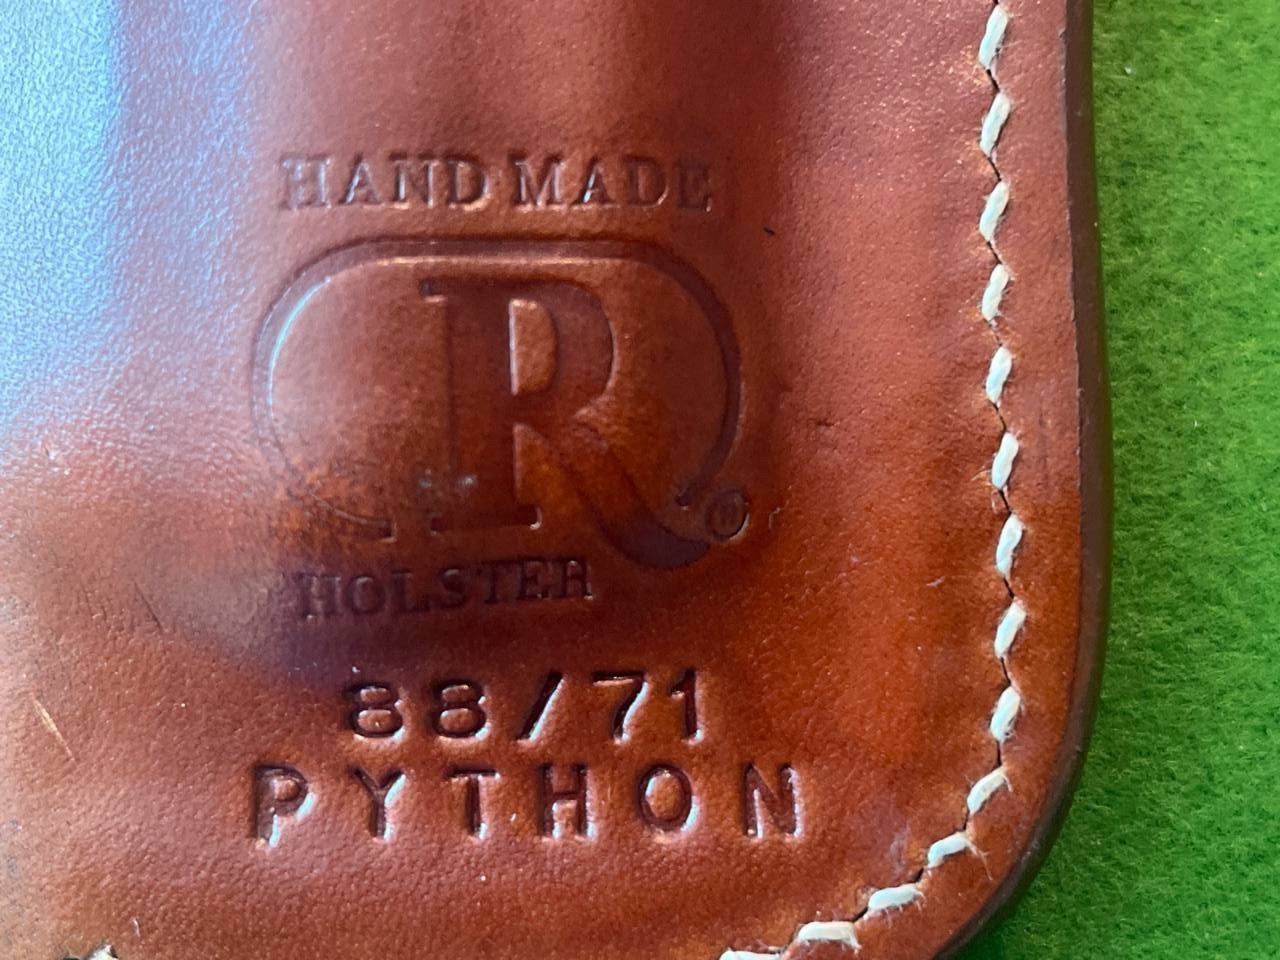 HAND MADE
R®
HOLSTER
88/71
PYTHON